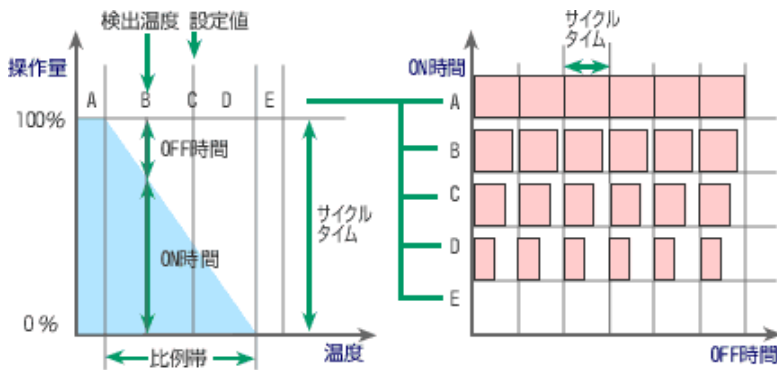 検出温度 設定値
操作量
A B C D E
100%
OFF時間
ON時間
サイクル
タイム
0%
比例帯
温度
サイクル
タイム
ON時間
A
B
C
D
E
OFF時間